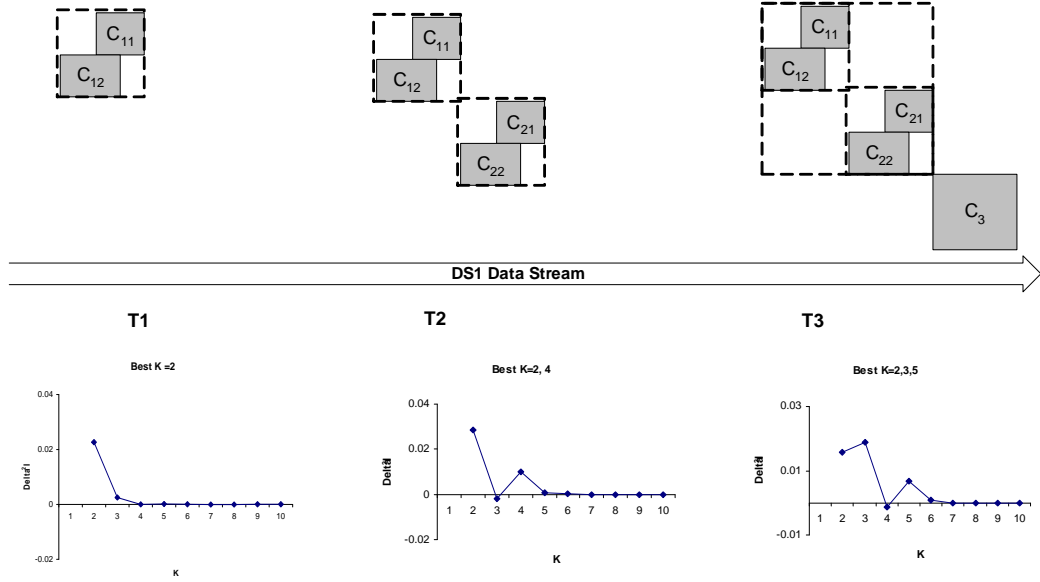 C11
C12
C11
C12
C21
C22
C11
C12
C21
C22
C3
DS1 Data Stream
T1
T2
T3
Best K =2
0.04
0.02
0
-0.02
1 2 3 4 5 6 7 8 9 10
K
Best K=2, 4
0.04
0.02
0
-0.02
1 2 3 4 5 6 7 8 9 10
K
Best K=2,3,5
0.03
0.01
-0.01
1 2 3 4 5 6 7 8 9 10
K